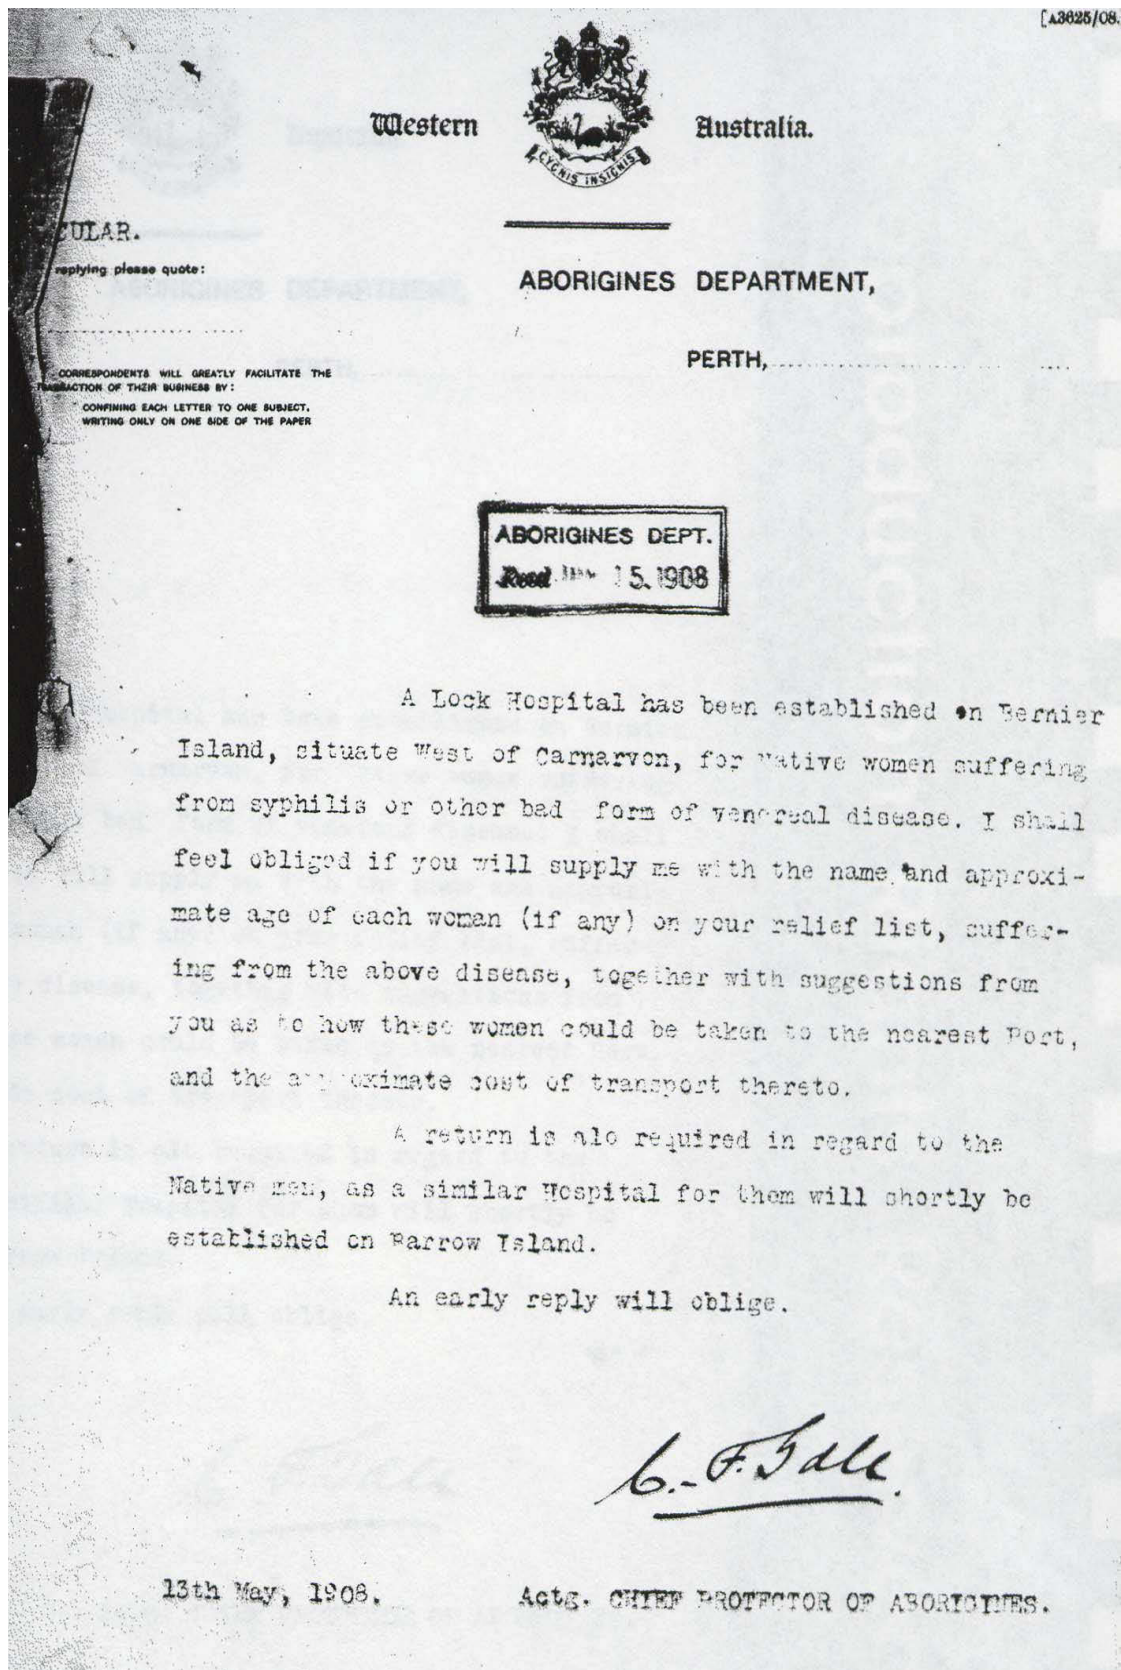 [A3625/08.
Western Australia.
CYGNIS INSIGNIS
CULAR.
replying please quote:
ABORIGINES DEPARTMENT,
PERTH,
CORRESPONDENTS WILL GREATLY FACILITATE THE
TRANSACTION OF THEIR BUSINESS BY:
CONFINING EACH LETTER TO ONE SUBJECT.
WRITING ONLY ON ONE SIDE OF THE PAPER
ABORIGINES DEPT.
Recd 15.1908
A Lock Hospital has been established on Bernier
Island, situate West of Carnarvon, for Native women suffering
from syphilis or other bad form of venereal disease. I shall
feel obliged if you will supply me with the name and approxi-
mate age of each woman (if any) on your relief list, suffer-
ing from the above disease, together with suggestions from
you as to how these women could be taken to the nearest Port,
and the approximate cost of transport thereto.
A return is alo required in regard to the
Native men, as a similar Hospital for them will shortly be
established on Barrow Island.
An early reply will oblige.
C. F. Gale.
13th May, 1908.
Actg. CHIEF PROTECTOR OF ABORIGINES.